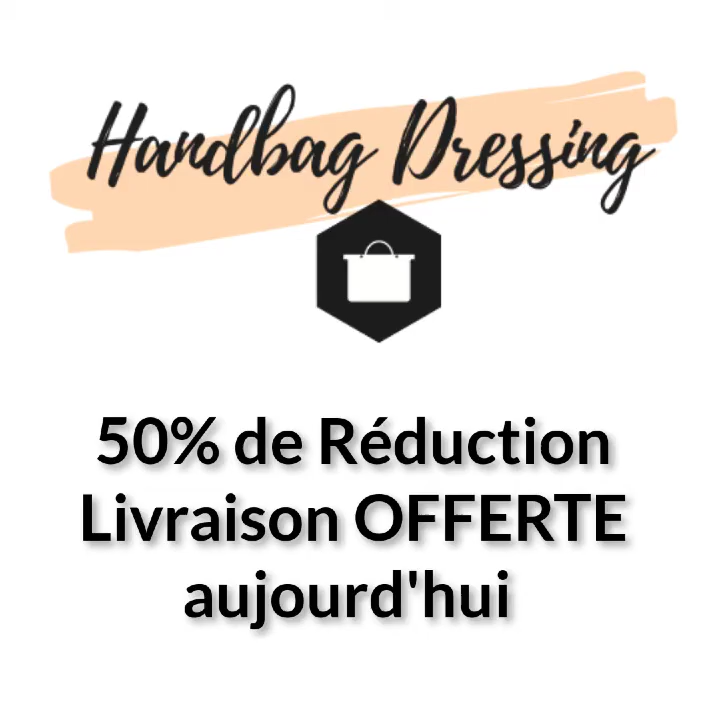 Handbag Dressing
50% de Réduction
Livraison OFFERTE
aujourd'hui